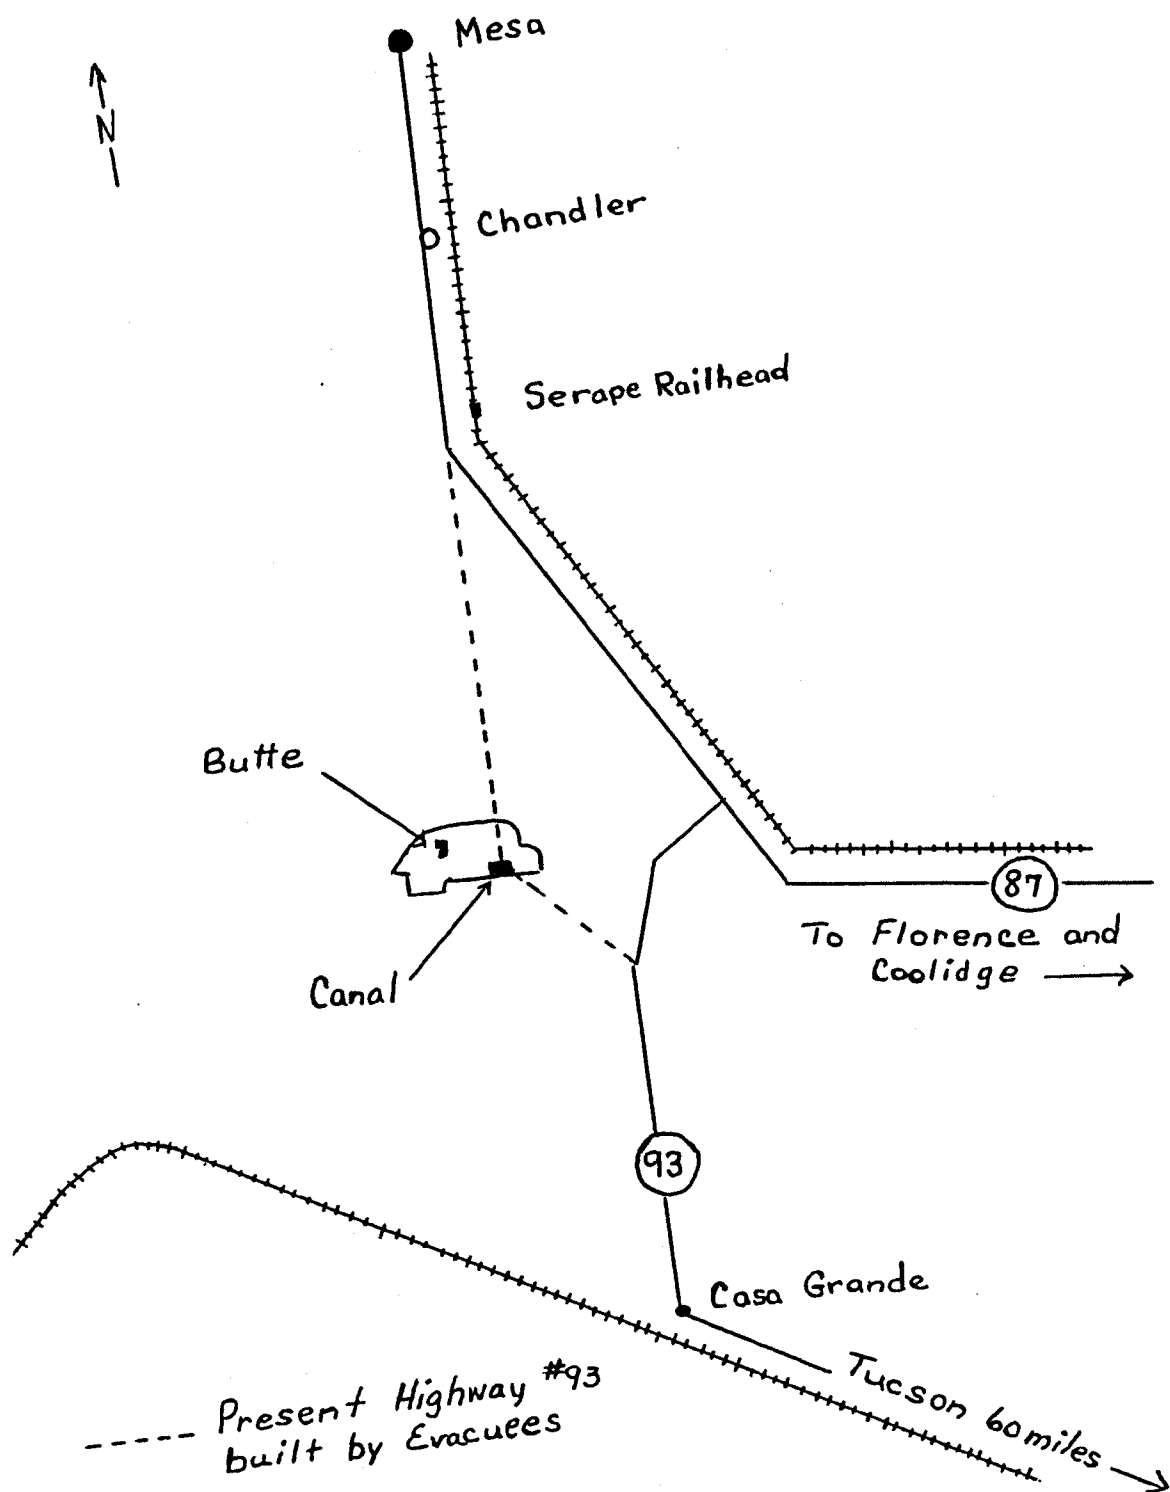 Mesa
N
Chandler
Serape Railhead
Butte
87
To Florence and
Coolidge
Canal
93
Casa Grande
Tucson 60 miles
Present Highway #93
built by Evacuees